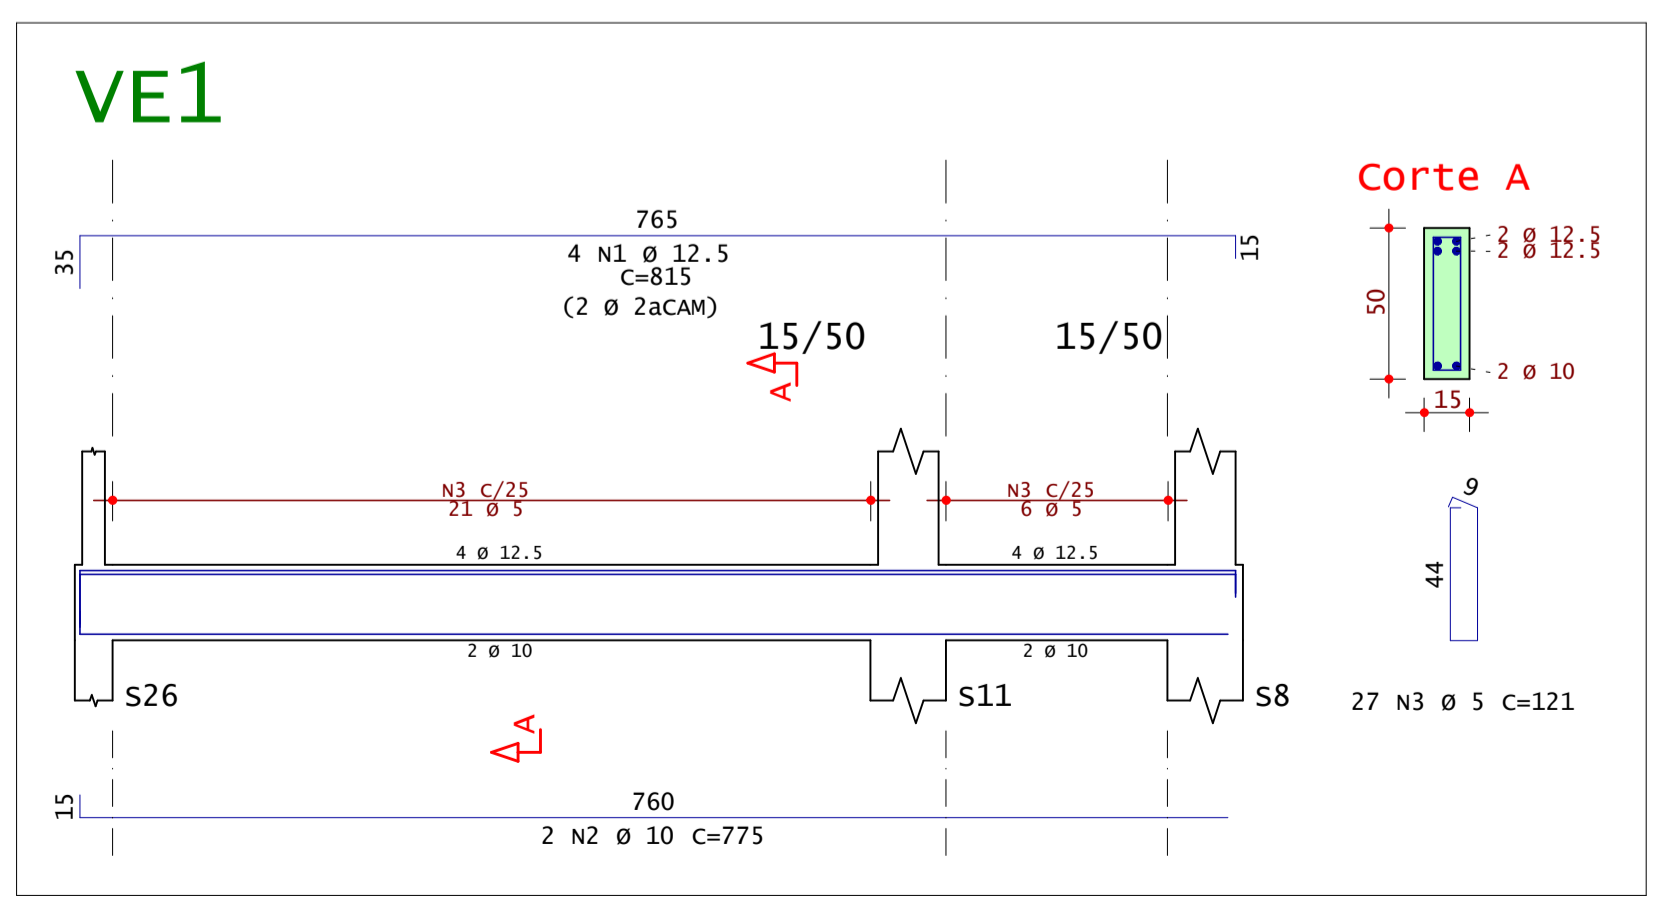 VE1
Corte A
765
35
15
4 N1 Ø 12.5
C=815
(2 Ø 2aCAM)
15/50
15/50
A
2 Ø 12.5
2 Ø 12.5
50
2 Ø 10
15
N3 C/25
21 Ø 5
N3 C/25
6 Ø 5
9
4 Ø 12.5
4 Ø 12.5
44
2 Ø 10
2 Ø 10
S26
S11
S8
27 N3 Ø 5 C=121
A
15
760
2 N2 Ø 10 C=775